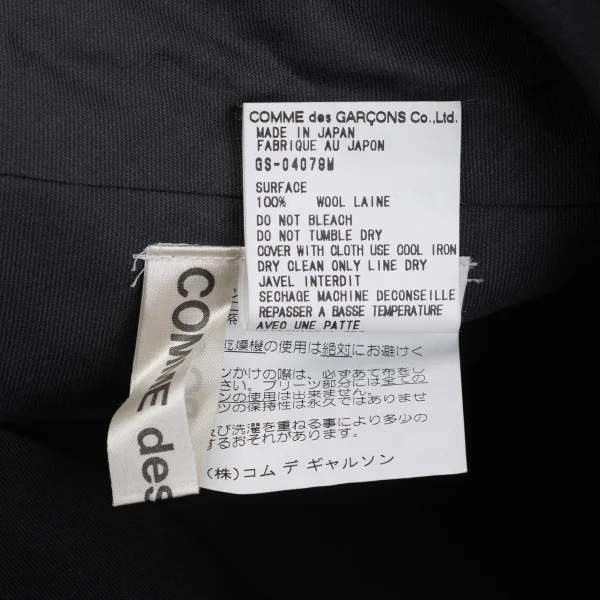 COMME des GARÇONS Co.,Ltd.
MADE IN JAPAN
FABRIQUE AU JAPON
GS-04079M
SURFACE
100% WOOL LAINE
DO NOT BLEACH
DO NOT TUMBLE DRY
COVER WITH CLOTH USE COOL IRON
DRY CLEAN ONLY LINE DRY
JAVEL INTERDIT
SECHAGE MACHINE DECONSEILLE
REPASSER A BASSE TEMPERATURE
AVEC UNE PATTE
乾燥機の使用は絶対にお避けく
ンかけの際は、必ずあて布をし
さい。プリーツ部分には全ての
ンの使用は出来ません。
ツの保持性は永久ではありませ
及び洗濯を重ねる事により多少の
するおそれがあります。
(株)コム デ ギャルソン
COMME des